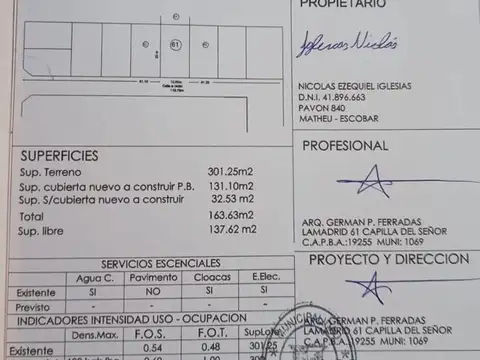 PROPIETARIO
Iglesias Nicolás
NICOLAS EZEQUIEL IGLESIAS
D.N.I. 41.896.663
PAVON 840
MATHEU - ESCOBAR
61
SUPERFICIES
Sup. Terreno 301.25m2
Sup. cubierta nuevo a construir P.B. 131.10m2
Sup. S/cubierta nuevo a construir 32.53 m2
Total 163.63m2
Sup. libre 137.62 m2
PROFESIONAL
ARQ. GERMAN P. FERRADAS
LAMADRID 61 CAPILLA DEL SEÑOR
C.A.P.B.A.:19255 MUNI: 1069
PROYECTO Y DIRECCION
ARQ. GERMAN P. FERRADAS
LAMADRID 61 CAPILLA DEL SEÑOR
C.A.P.B.A.:19255 MUNI: 1069
SERVICIOS ESCENCIALES
Agua C. Pavimento Cloacas E.Elec.
Existente SI NO SI SI
Previsto - - - -
INDICADORES INTENSIDAD USO - OCUPACION
Dens.Max. F.O.S. F.O.T. Sup.Lote
0.54 0.48 301.25
MUNICIPAL